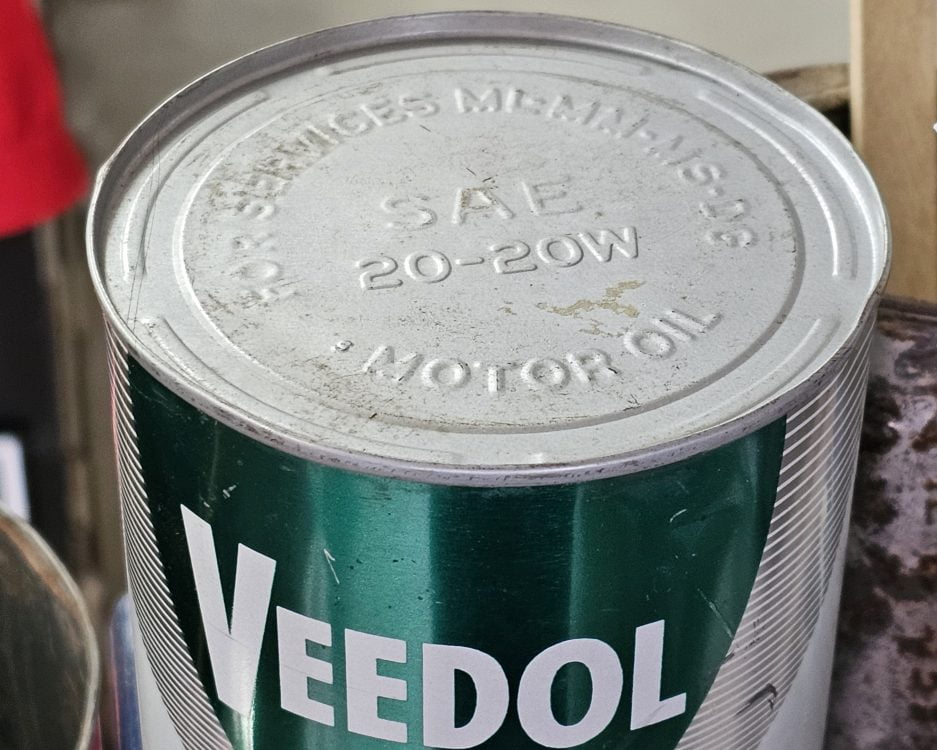 FOR SERVICES ML-MM-MS-DG
SAE
20-20W
MOTOR OIL
VEEDOL